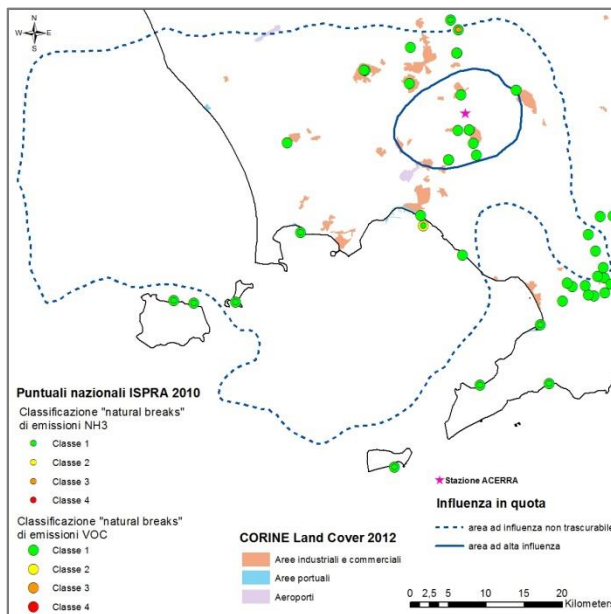 N
W E
S
Puntuali nazionali ISPRA 2010
Classificazione "natural breaks"
di emissioni NH3
Classe 1
Classe 2
Classe 3
Classe 4
Classificazione "natural breaks"
di emissioni VOC
Classe 1
Classe 2
Classe 3
Classe 4
CORINE Land Cover 2012
Aree industriali e commerciali
Aree portuali
Aeroporti
Stazione ACERRA
Influenza in quota
area ad influenza non trascurabile
area ad alta influenza
0 2,5 5 10 15 20
Kilometers